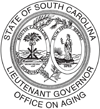 STATE OF SOUTH CAROLINA
LIEUTENANT GOVERNOR
OFFICE ON AGING